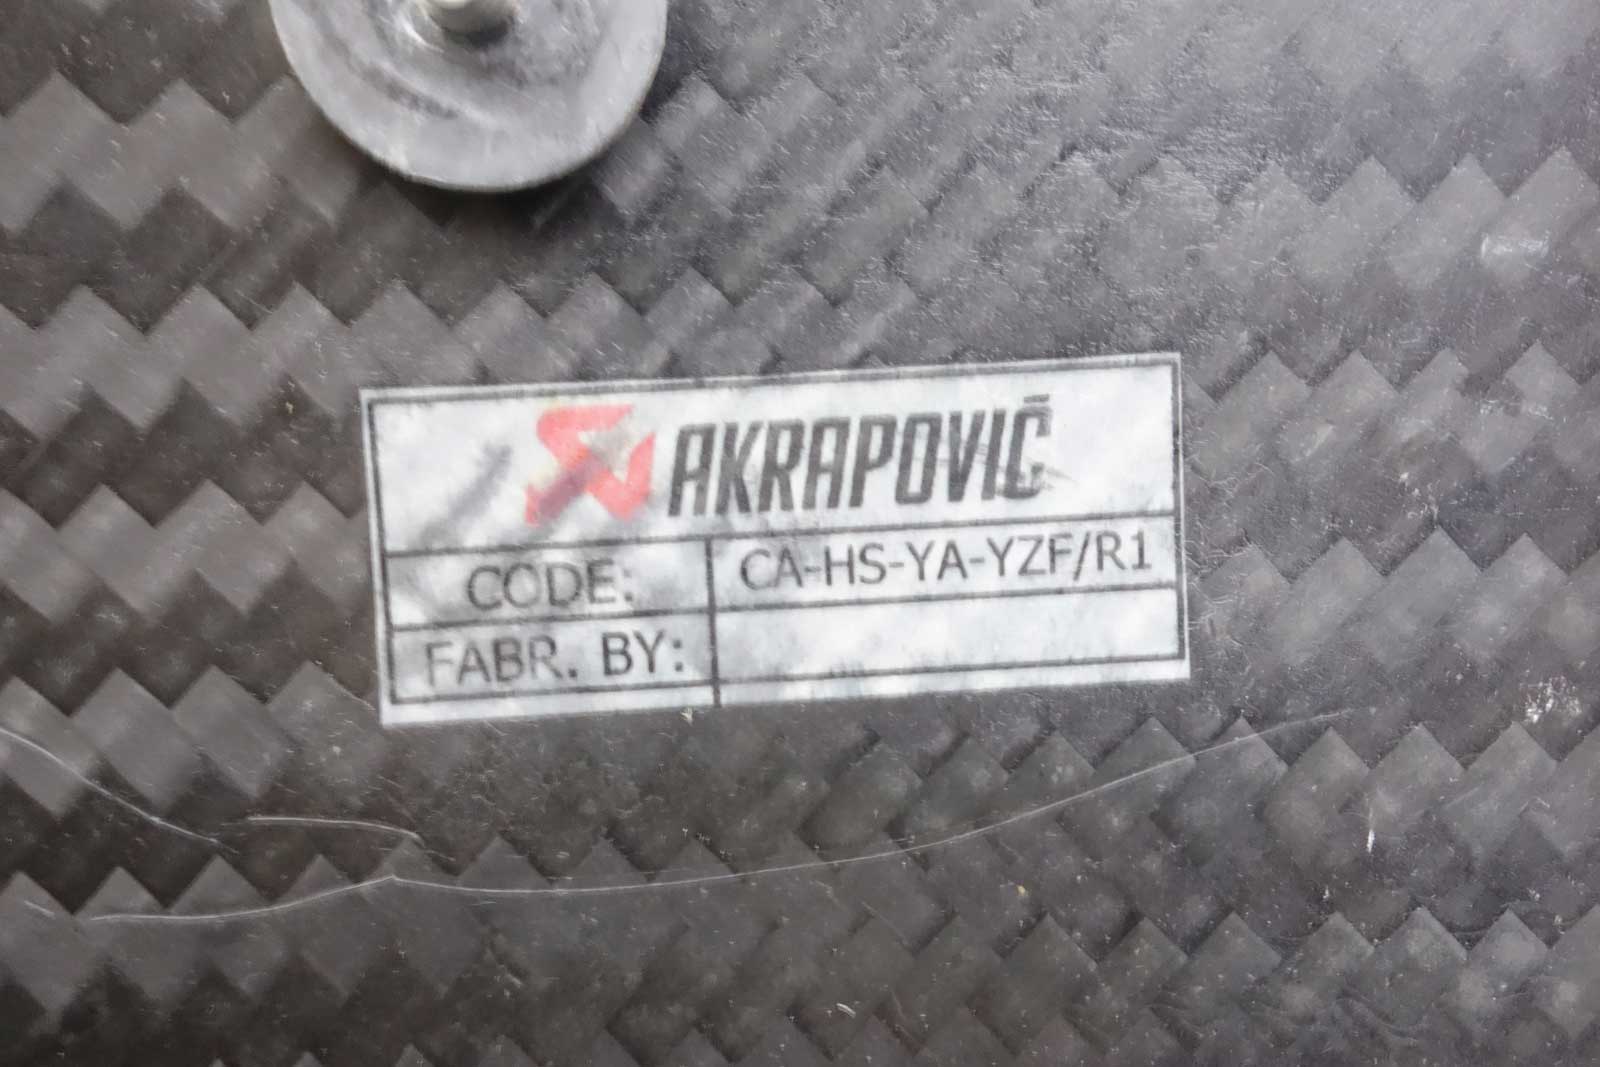 AKRAPOVIČ
CODE: CA-HS-YA-YZF/R1
FABR. BY: